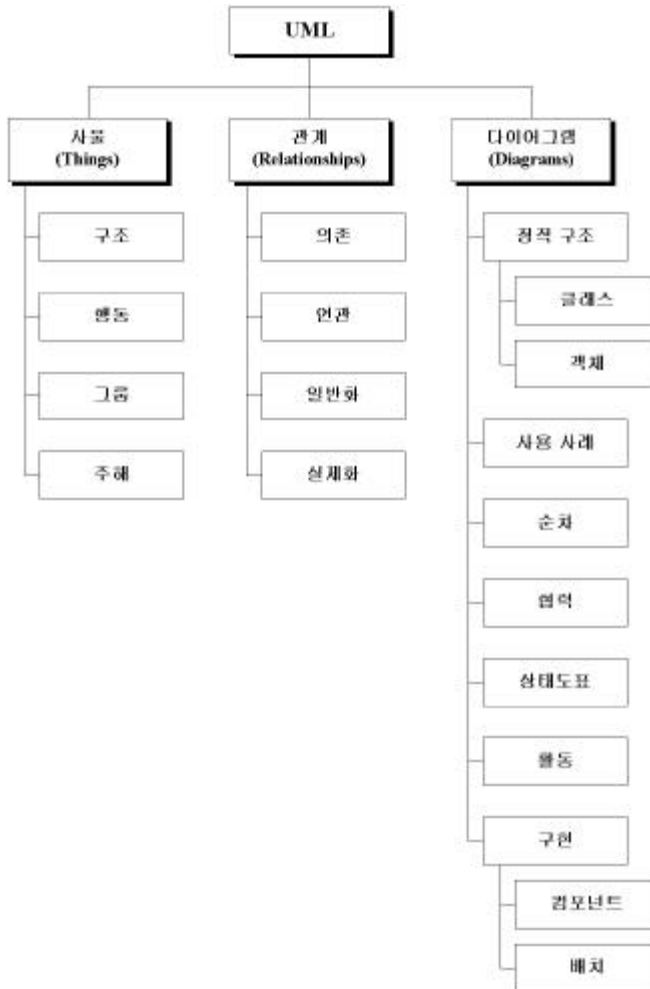 UML
사물
(Things)
구조
행동
그룹
주해
관계
(Relationships)
의존
연관
일반화
실체화
다이어그램
(Diagrams)
정적 구조
클래스
객체
사용 사례
순차
협력
상태도표
활동
구현
컴포넌트
배치